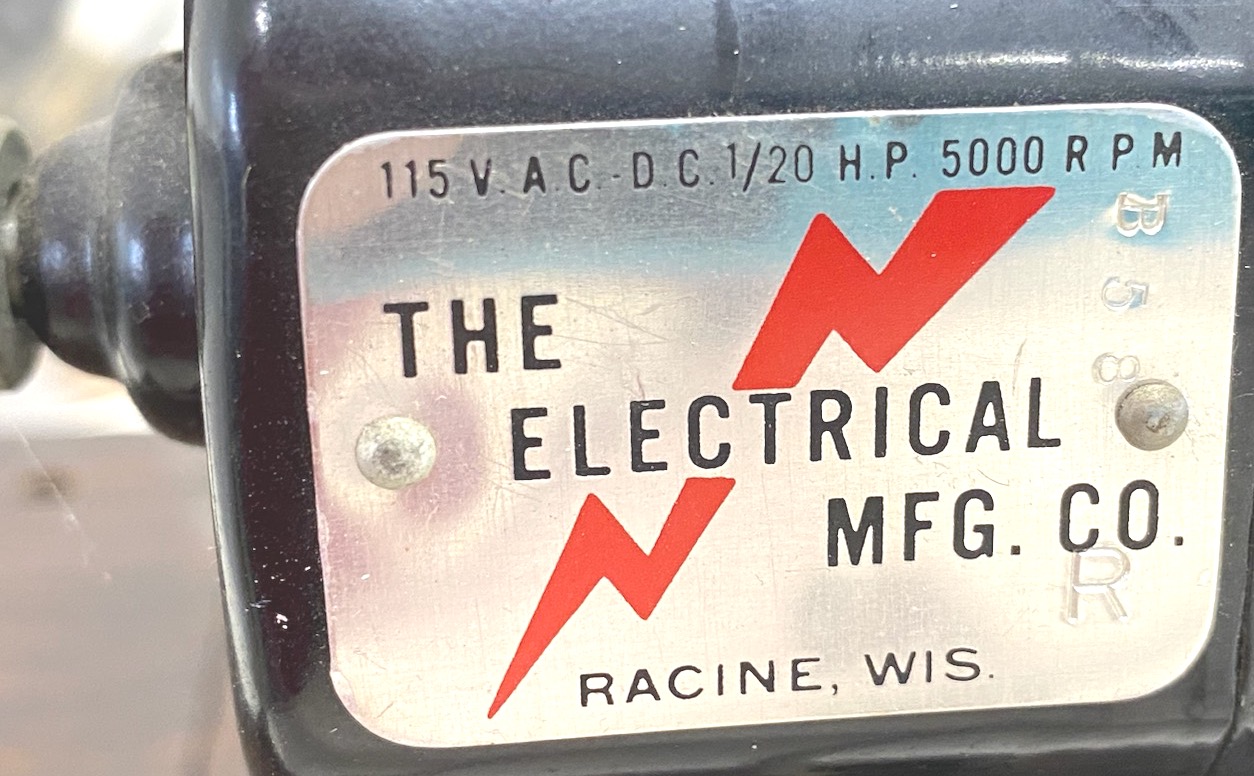 115 V. A.C.-D.C. 1/20 H.P. 5000 R P M
THE
ELECTRICAL
MFG. CO.
RACINE, WIS.
B 5 8
R